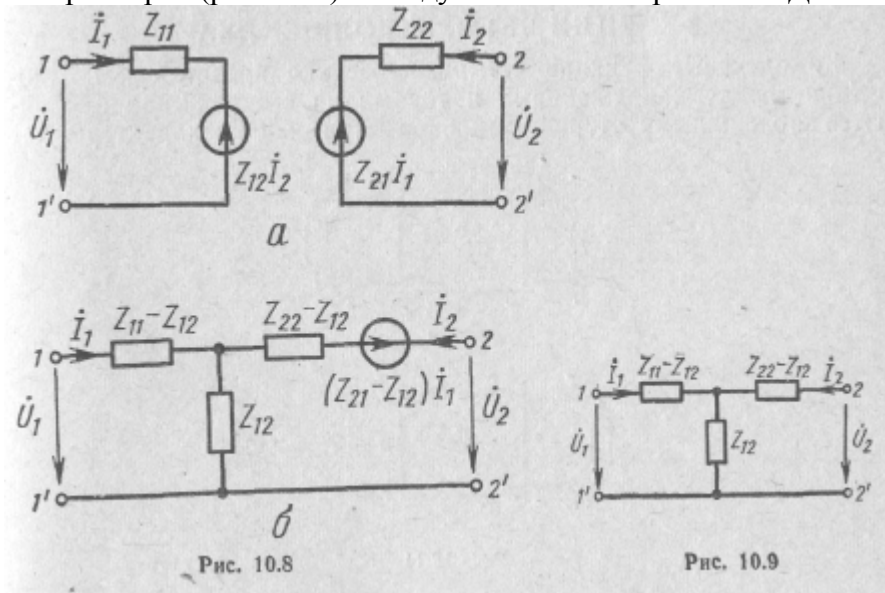 İ₁ Z₁₁ Z₂₂ İ₂
1 2
U̇₁ U̇₂
Z₁₂İ₂ Z₂₁İ₁
1' 2'
а
İ₁ Z₁₁−Z₁₂ Z₂₂−Z₁₂ İ₂
1 2
(Z₂₁−Z₁₂)İ₁
U̇₁ Z₁₂ U̇₂
1' 2'
б
Рис. 10.8
İ₁ Z₁₁−Z₁₂ Z₂₂−Z₁₂ İ₂
1 2
U̇₁ Z₁₂ U̇₂
1' 2'
Рис. 10.9